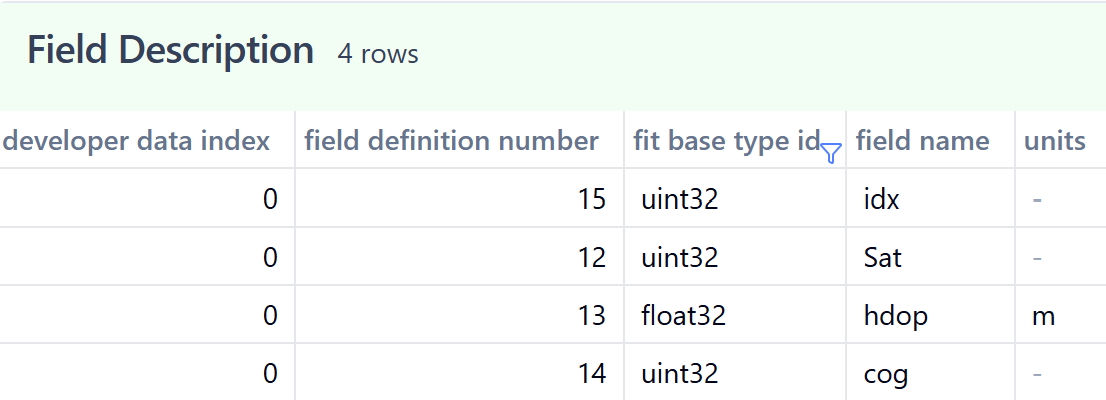 Field Description 4 rows
developer data index field definition number fit base type id field name units
0 15 uint32 idx -
0 12 uint32 Sat -
0 13 float32 hdop m
0 14 uint32 cog -